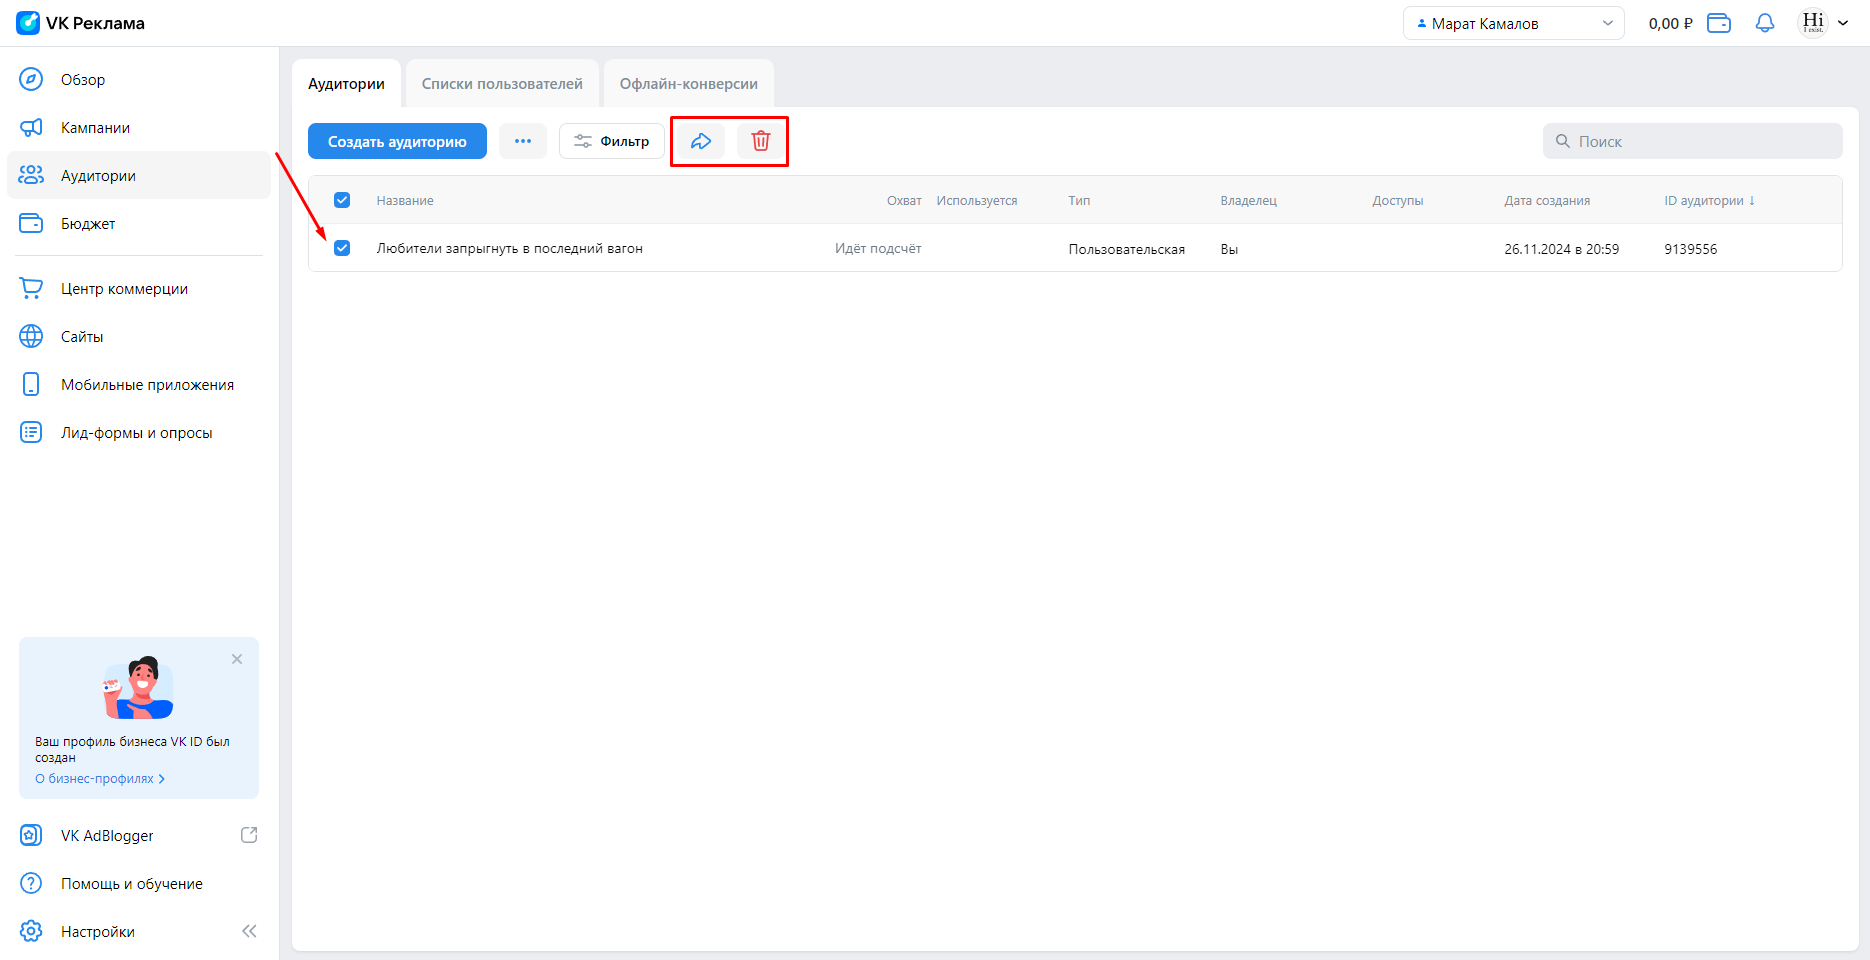 VK Реклама
Марат Камалов
0,00 ₽
Hi
I exist.
Обзор
Кампании
Аудитории
Бюджет
Центр коммерции
Сайты
Мобильные приложения
Лид-формы и опросы
Ваш профиль бизнеса VK ID был
создан
О бизнес-профилях
VK AdBlogger
Помощь и обучение
Настройки
Аудитории Списки пользователей Офлайн-конверсии
Создать аудиторию Фильтр Поиск
Название Охват Используется Тип Владелец Доступы Дата создания ID аудитории ↓
Любители запрыгнуть в последний вагон Идёт подсчёт Пользовательская Вы 26.11.2024 в 20:59 9139556